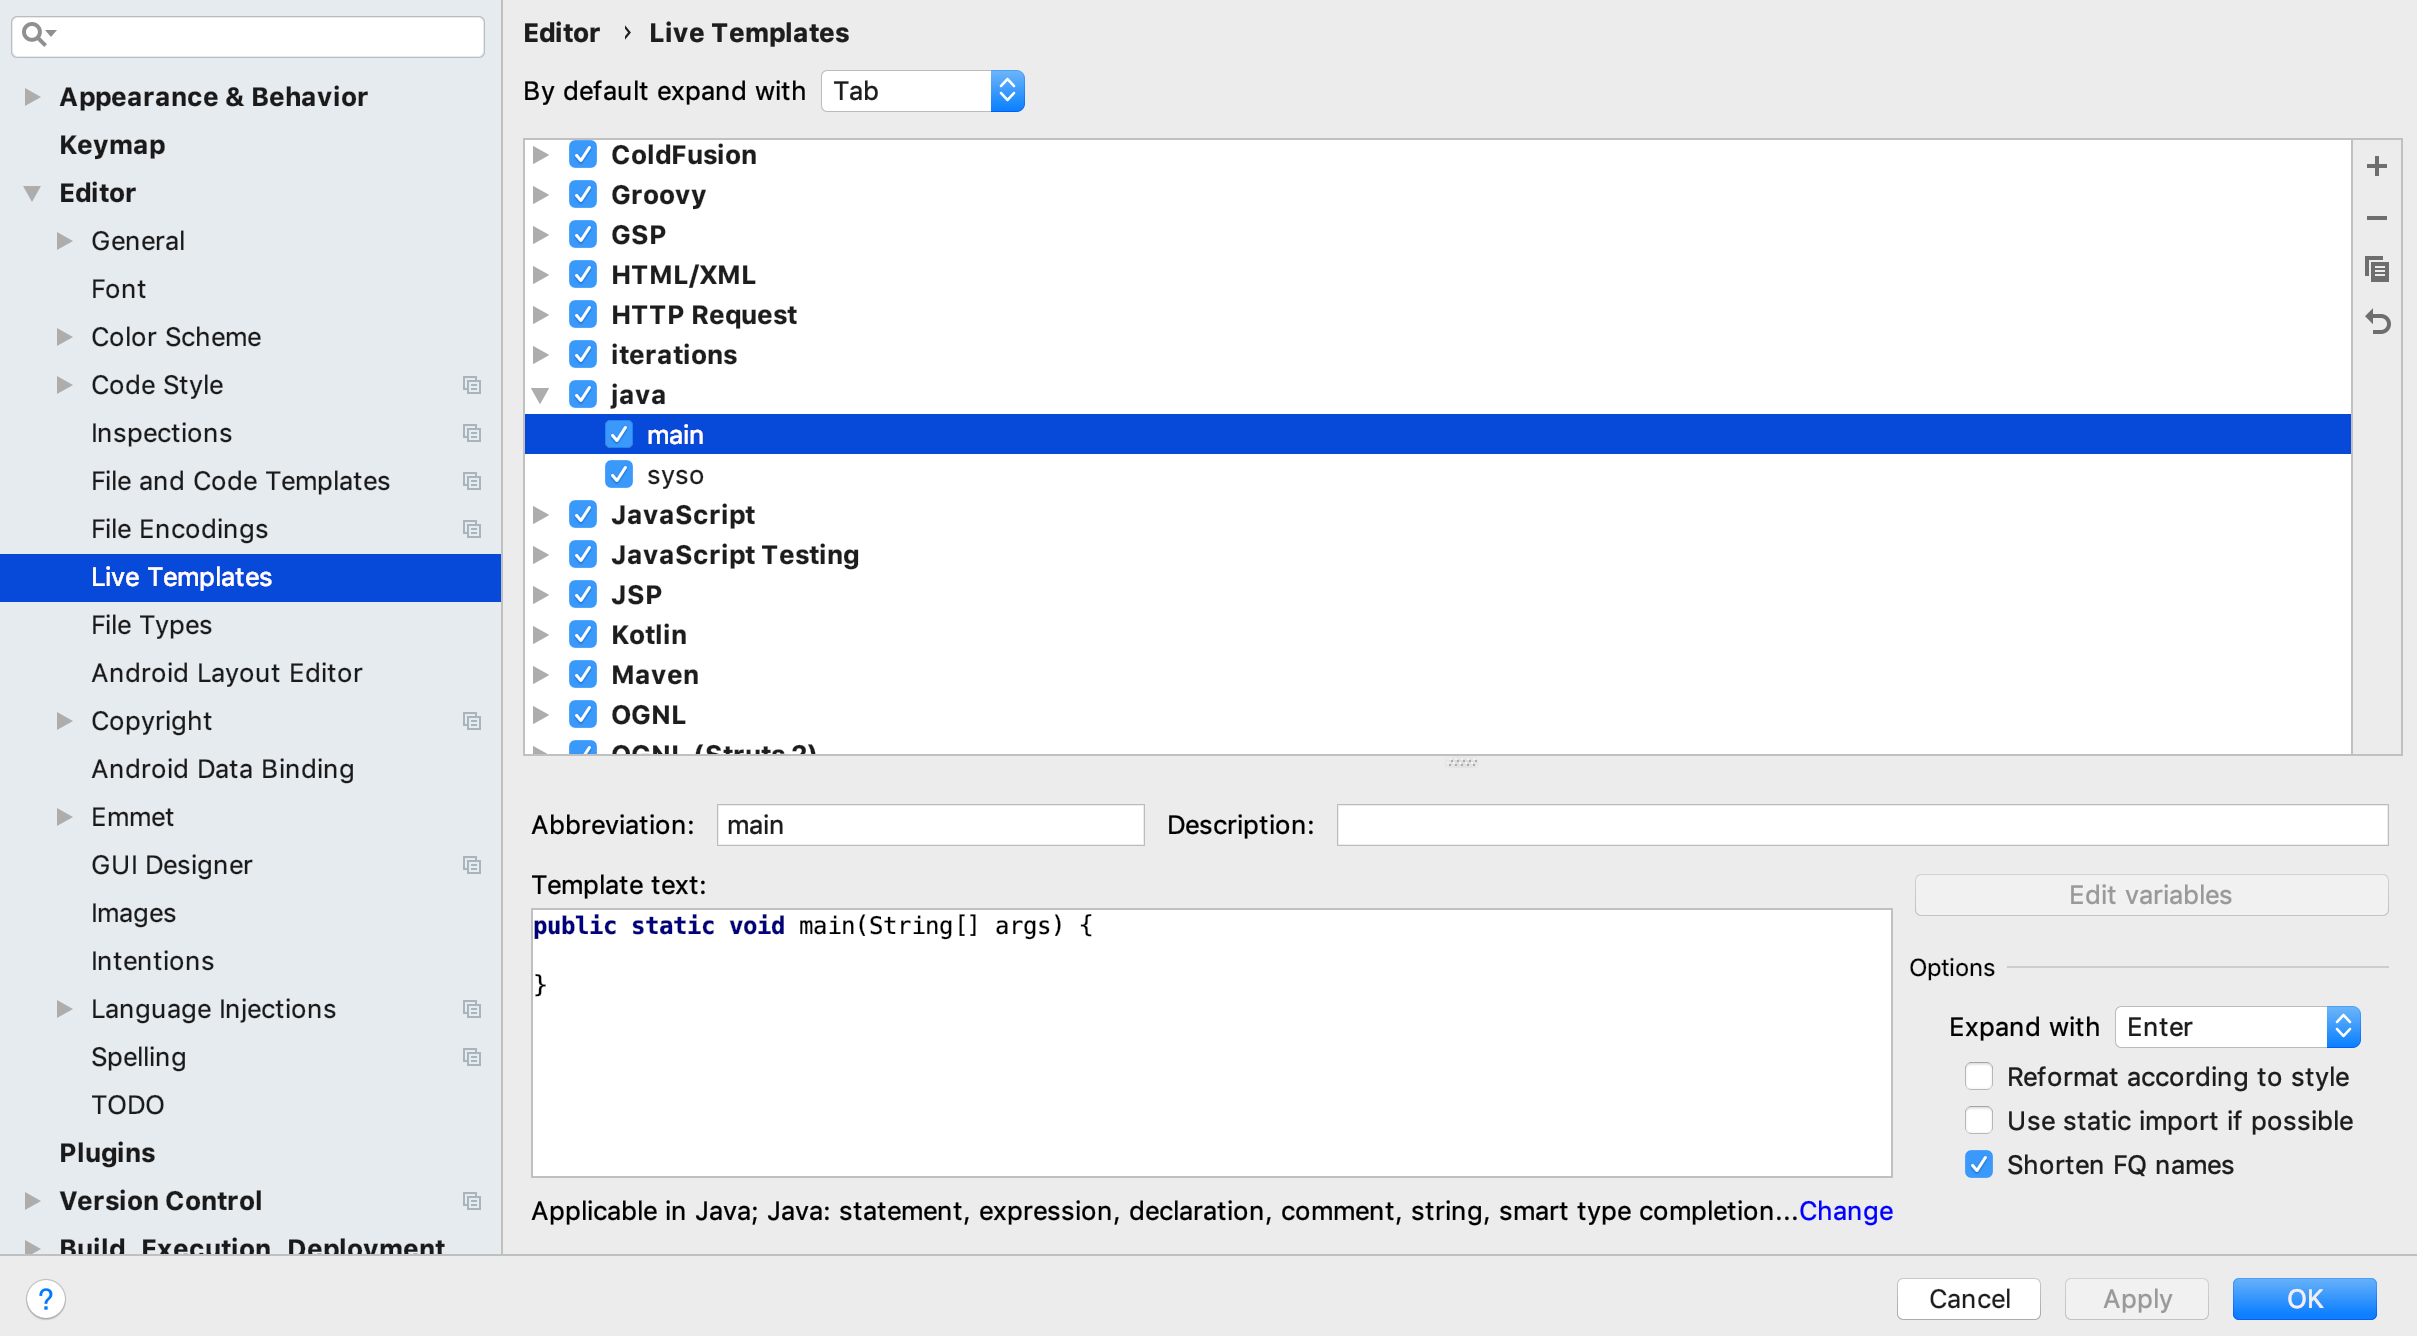 Appearance & Behavior
Keymap
Editor
General
Font
Color Scheme
Code Style
Inspections
File and Code Templates
File Encodings
Live Templates
File Types
Android Layout Editor
Copyright
Android Data Binding
Emmet
GUI Designer
Images
Intentions
Language Injections
Spelling
TODO
Plugins
Version Control
Build, Execution, Deployment
Editor › Live Templates
By default expand with Tab
ColdFusion
Groovy
GSP
HTML/XML
HTTP Request
iterations
java
main
syso
JavaScript
JavaScript Testing
JSP
Kotlin
Maven
OGNL
OGNL (Struts 2)
Abbreviation: main Description:
Template text:
public static void main(String[] args) {
}
Edit variables
Options
Expand with Enter
Reformat according to style
Use static import if possible
Shorten FQ names
Applicable in Java; Java: statement, expression, declaration, comment, string, smart type completion...Change
?
Cancel
Apply
OK